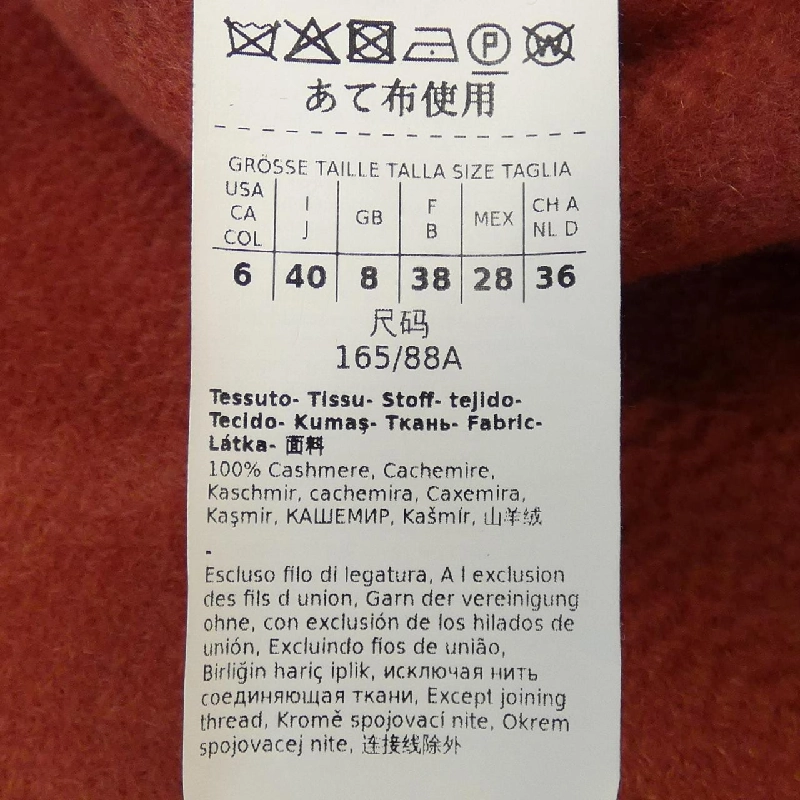 P W
あて布使用
GRÖSSE TAILLE TALLA SIZE TAGLIA
USA CA COL | I J | GB | F B | MEX | CH A NL D
6 | 40 | 8 | 38 | 28 | 36
尺码
165/88A
Tessuto- Tissu- Stoff- tejido-
Tecido- Kumaş- Ткань- Fabric-
Látka- 面料
100% Cashmere, Cachemire,
Kaschmir, cachemira, Caxemira,
Kaşmir, КАШЕМИР, Kašmír, 山羊绒
-
Escluso filo di legatura, A l exclusion
des fils d union, Garn der vereinigung
ohne, con exclusión de los hilados de
unión, Excluindo fios de união,
Birliğin hariç iplik, исключая нить
соединяющая ткани, Except joining
thread, Kromě spojovací nite, Okrem
spojovacej nite, 连接线除外